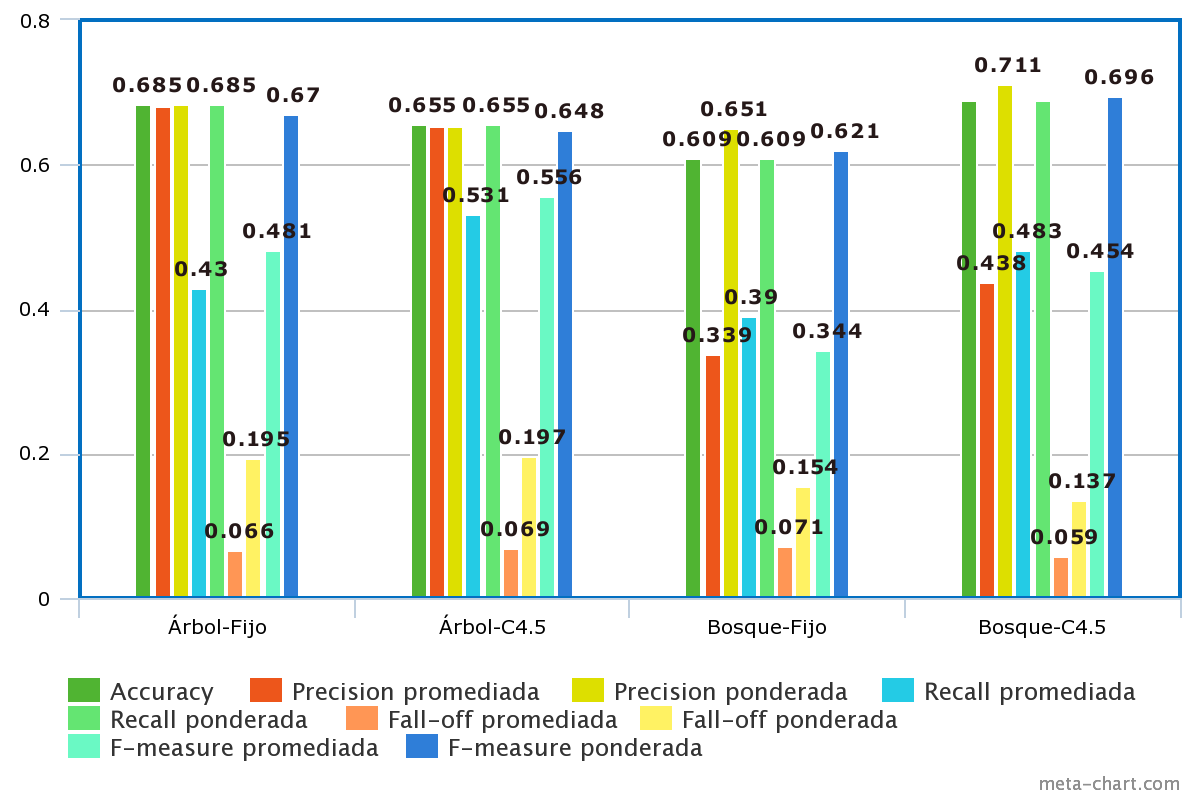 0.8
0.711
0.685 0.685 0.67 0.655 0.655 0.648 0.651 0.696
0.609 0.609 0.621
0.6
0.531 0.556
0.481 0.483 0.454
0.43 0.438
0.4
0.39
0.339 0.344
0.195 0.197 0.154 0.137
0.2
0.066 0.069 0.071 0.059
0
Árbol-Fijo Árbol-C4.5 Bosque-Fijo Bosque-C4.5
Accuracy Precision promediada Precision ponderada Recall promediada
Recall ponderada Fall-off promediada Fall-off ponderada
F-measure promediada F-measure ponderada
meta-chart.com